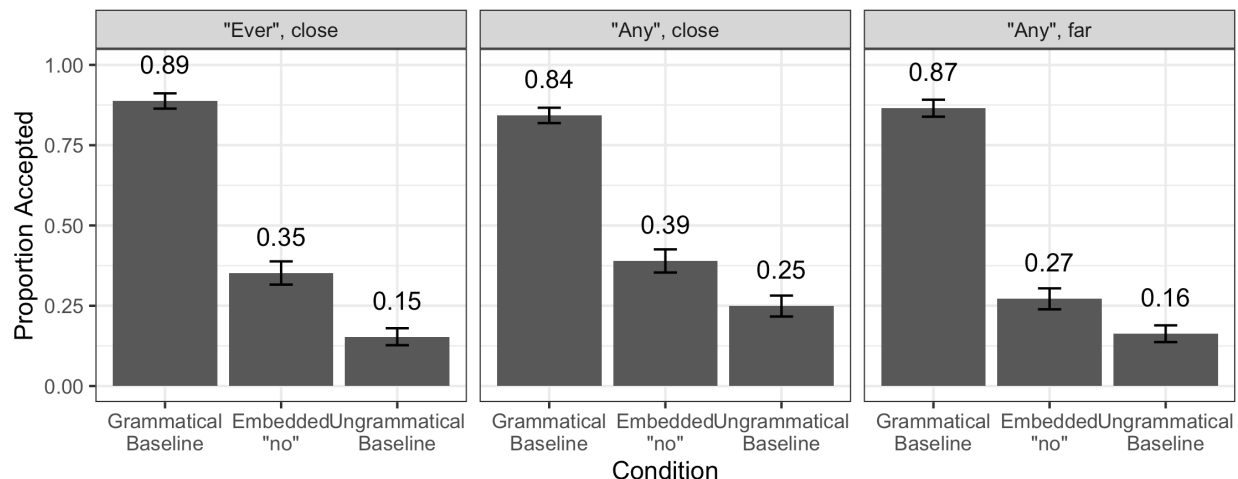 "Ever", close
"Any", close
"Any", far
Proportion Accepted
1.00
0.75
0.50
0.25
0.00
0.89
0.35
0.15
0.84
0.39
0.25
0.87
0.27
0.16
Grammatical Baseline
Embedded "no"
Ungrammatical Baseline
Grammatical Baseline
Embedded "no"
Ungrammatical Baseline
Grammatical Baseline
Embedded "no"
Ungrammatical Baseline
Condition